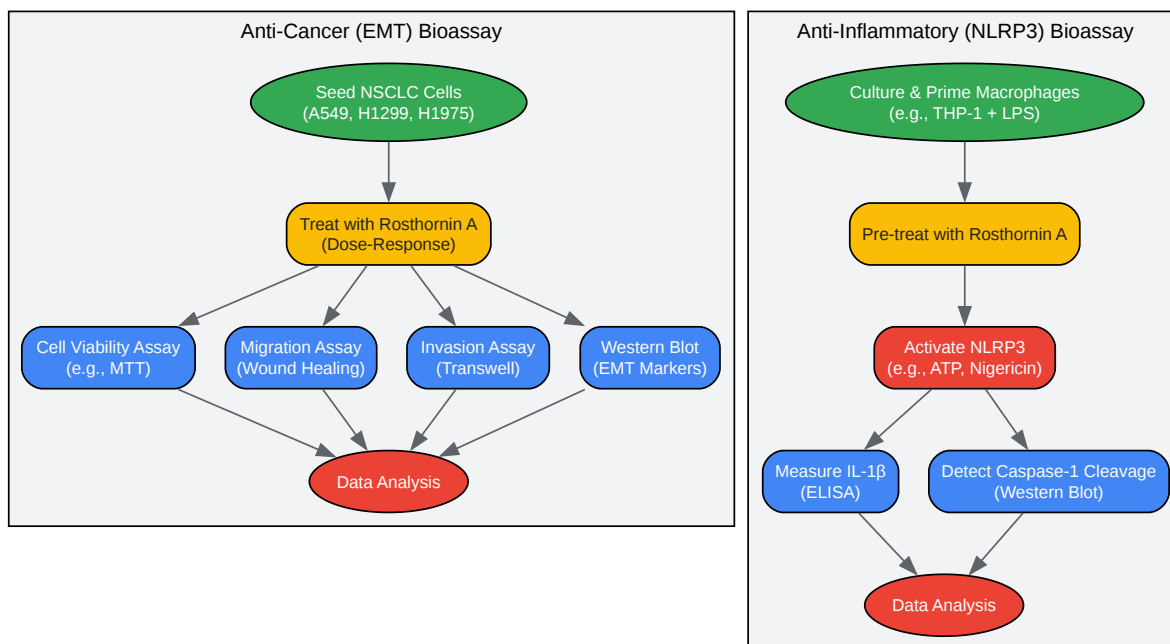 Anti-Cancer (EMT) Bioassay
Seed NSCLC Cells
(A549, H1299, H1975)
Treat with Rosthornin A
(Dose-Response)
Cell Viability Assay
(e.g., MTT)
Migration Assay
(Wound Healing)
Invasion Assay
(Transwell)
Western Blot
(EMT Markers)
Data Analysis
Anti-Inflammatory (NLRP3) Bioassay
Culture & Prime Macrophages
(e.g., THP-1 + LPS)
Pre-treat with Rosthornin A
Activate NLRP3
(e.g., ATP, Nigericin)
Measure IL-1β
(ELISA)
Detect Caspase-1 Cleavage
(Western Blot)
Data Analysis